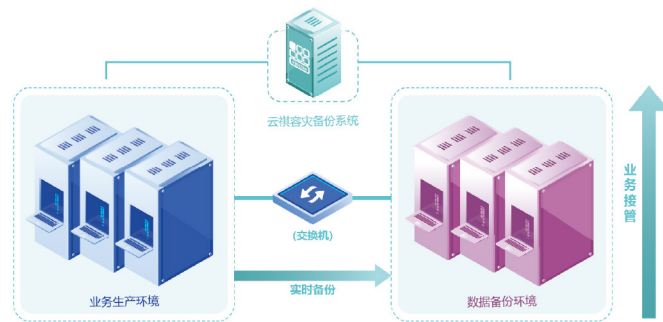 云祺容灾备份系统
业务接管
(交换机)
实时备份
业务生产环境
数据备份环境